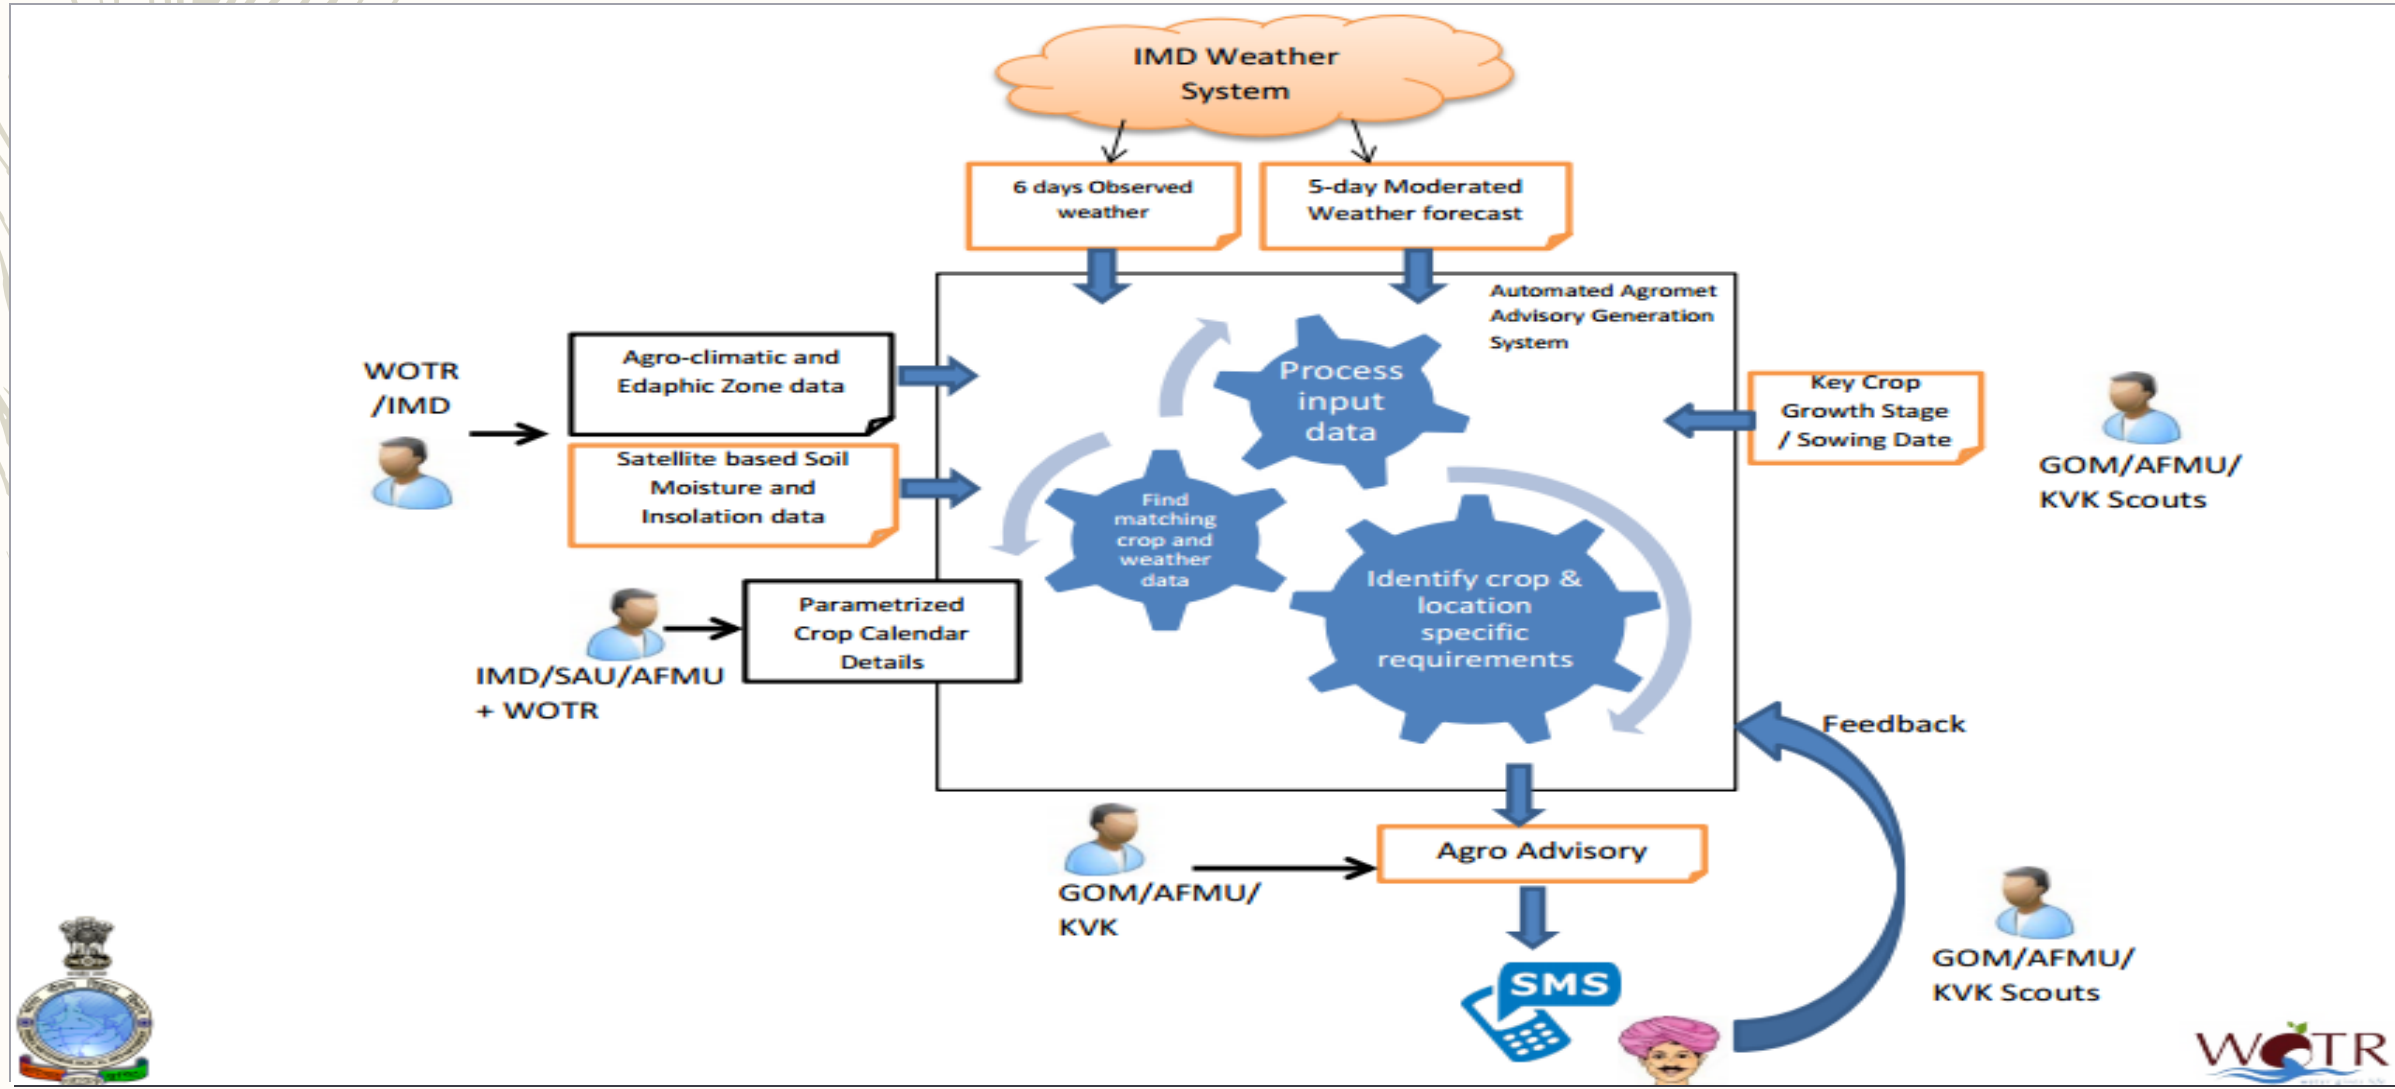 IMD Weather
System
6 days Observed
weather
5-day Moderated
Weather forecast
Automated Agromet
Advisory Generation
System
WOTR
/IMD
Agro-climatic and
Edaphic Zone data
Satellite based Soil
Moisture and
Insolation data
Process
input
data
Find
matching
crop and
weather
data
Identify crop &
location
specific
requirements
Key Crop
Growth Stage
/ Sowing Date
GOM/AFMU/
KVK Scouts
Parametrized
Crop Calendar
Details
IMD/SAU/AFMU
+ WOTR
Feedback
Agro Advisory
GOM/AFMU/
KVK
SMS
GOM/AFMU/
KVK Scouts
WOTR